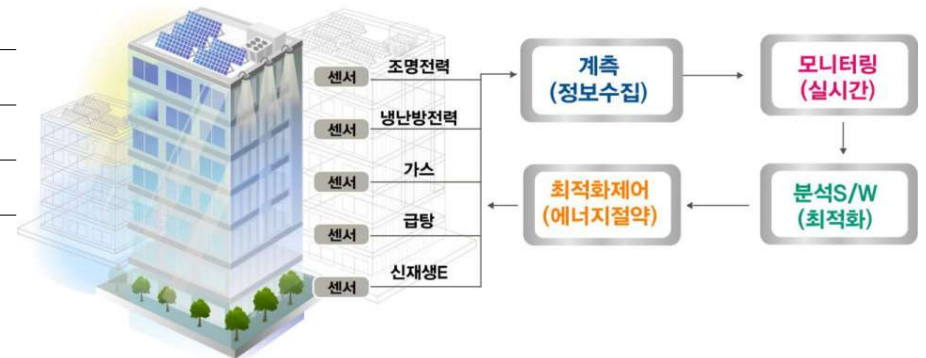 센서 조명전력
센서 냉난방전력
센서 가스
센서 급탕
센서 신재생E
계측
(정보수집)
모니터링
(실시간)
분석S/W
(최적화)
최적화제어
(에너지절약)